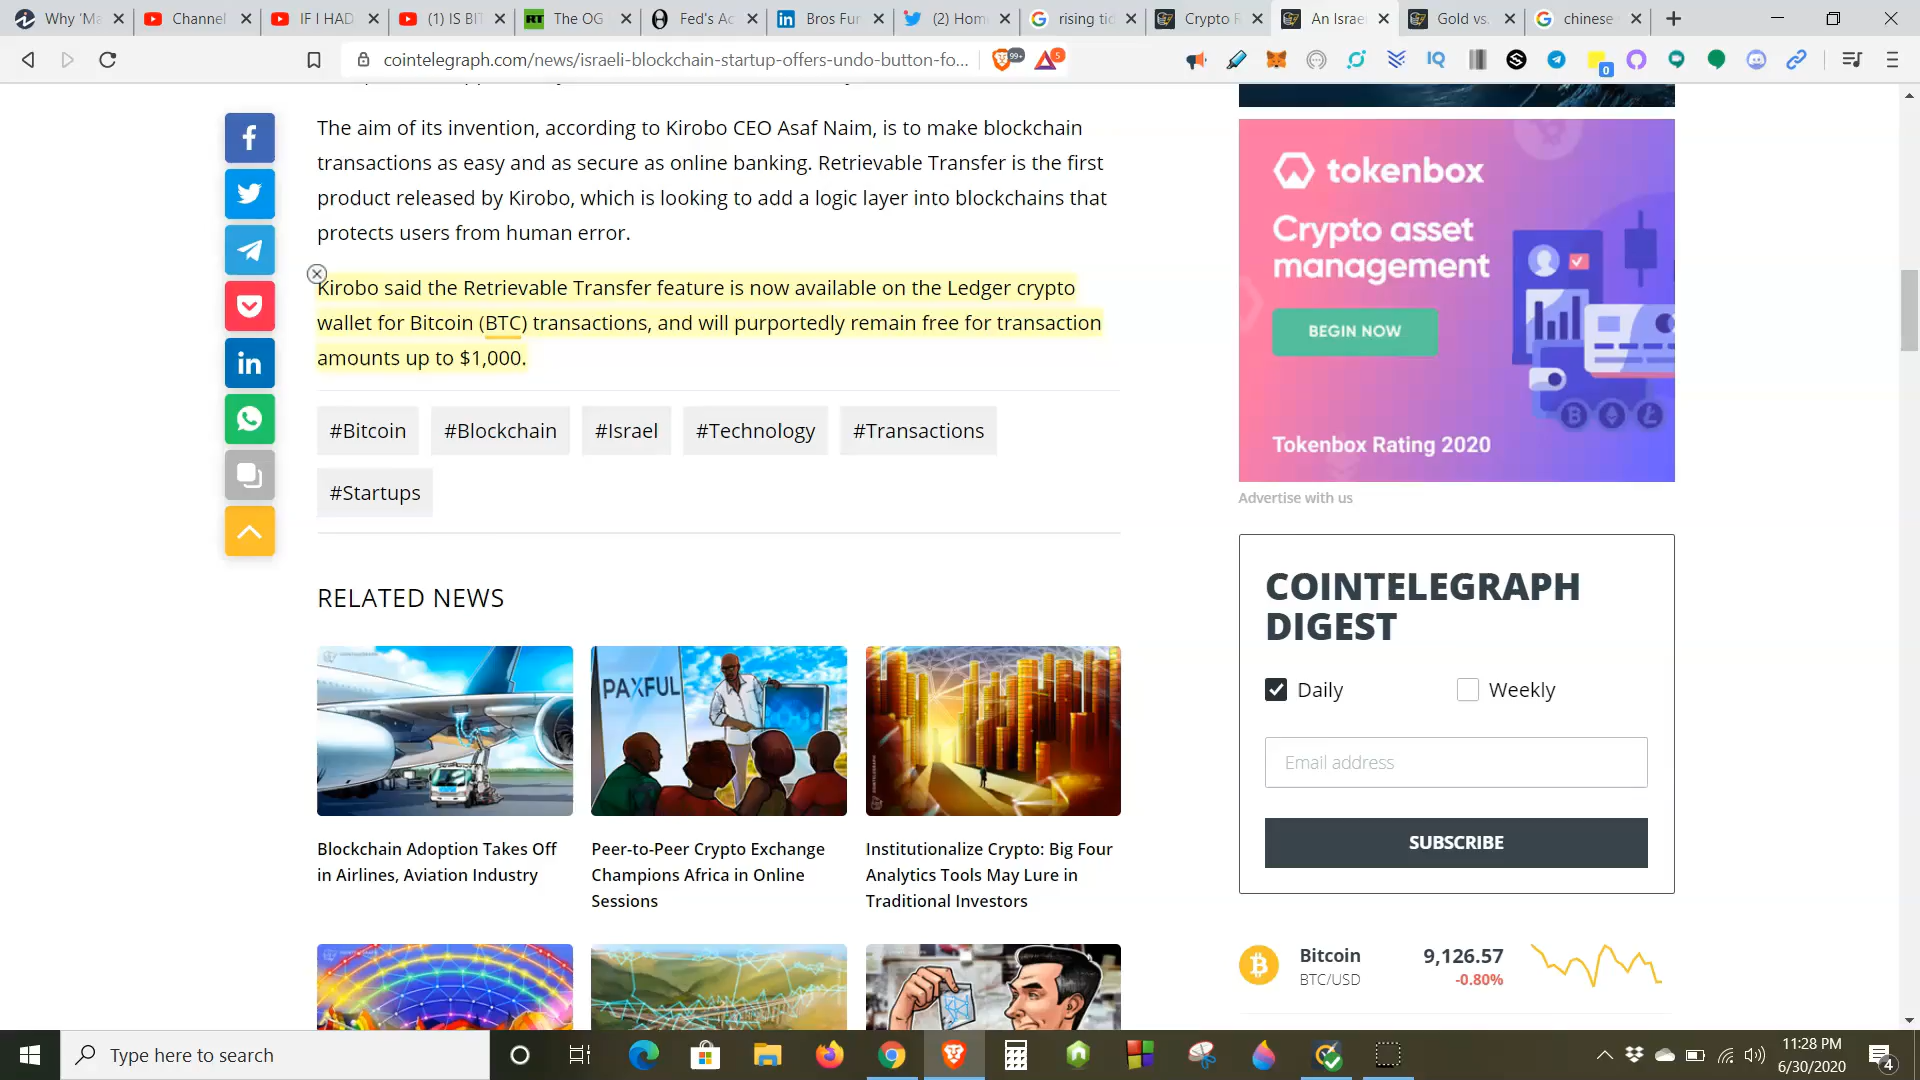 Why 'Ma
Channel
IF I HAD
(1) IS BI
RT
The OG
Fed's Ac
Bros Fur
(2) Hom
rising tid
Crypto R
An Israe
Gold vs.
chinese
cointelegraph.com/news/israeli-blockchain-startup-offers-undo-button-fo...
99+
5
IQ
0
The aim of its invention, according to Kirobo CEO Asaf Naim, is to make blockchain
transactions as easy and as secure as online banking. Retrievable Transfer is the first
product released by Kirobo, which is looking to add a logic layer into blockchains that
protects users from human error.
Kirobo said the Retrievable Transfer feature is now available on the Ledger crypto
wallet for Bitcoin (BTC) transactions, and will purportedly remain free for transaction
amounts up to $1,000.
#Bitcoin
#Blockchain
#Israel
#Technology
#Transactions
#Startups
RELATED NEWS
PAXFUL
Blockchain Adoption Takes Off
in Airlines, Aviation Industry
Peer-to-Peer Crypto Exchange
Champions Africa in Online
Sessions
Institutionalize Crypto: Big Four
Analytics Tools May Lure in
Traditional Investors
tokenbox
Crypto asset
management
BEGIN NOW
Tokenbox Rating 2020
Advertise with us
COINTELEGRAPH
DIGEST
Daily
Weekly
Email address
SUBSCRIBE
Bitcoin
9,126.57
BTC/USD
-0.80%
Type here to search
11:28 PM
6/30/2020
4